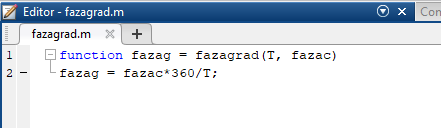 Editor - fazagrad.m
Con
fazagrad.m
1 function fazag = fazagrad(T, fazac)
2 fazag = fazac*360/T;